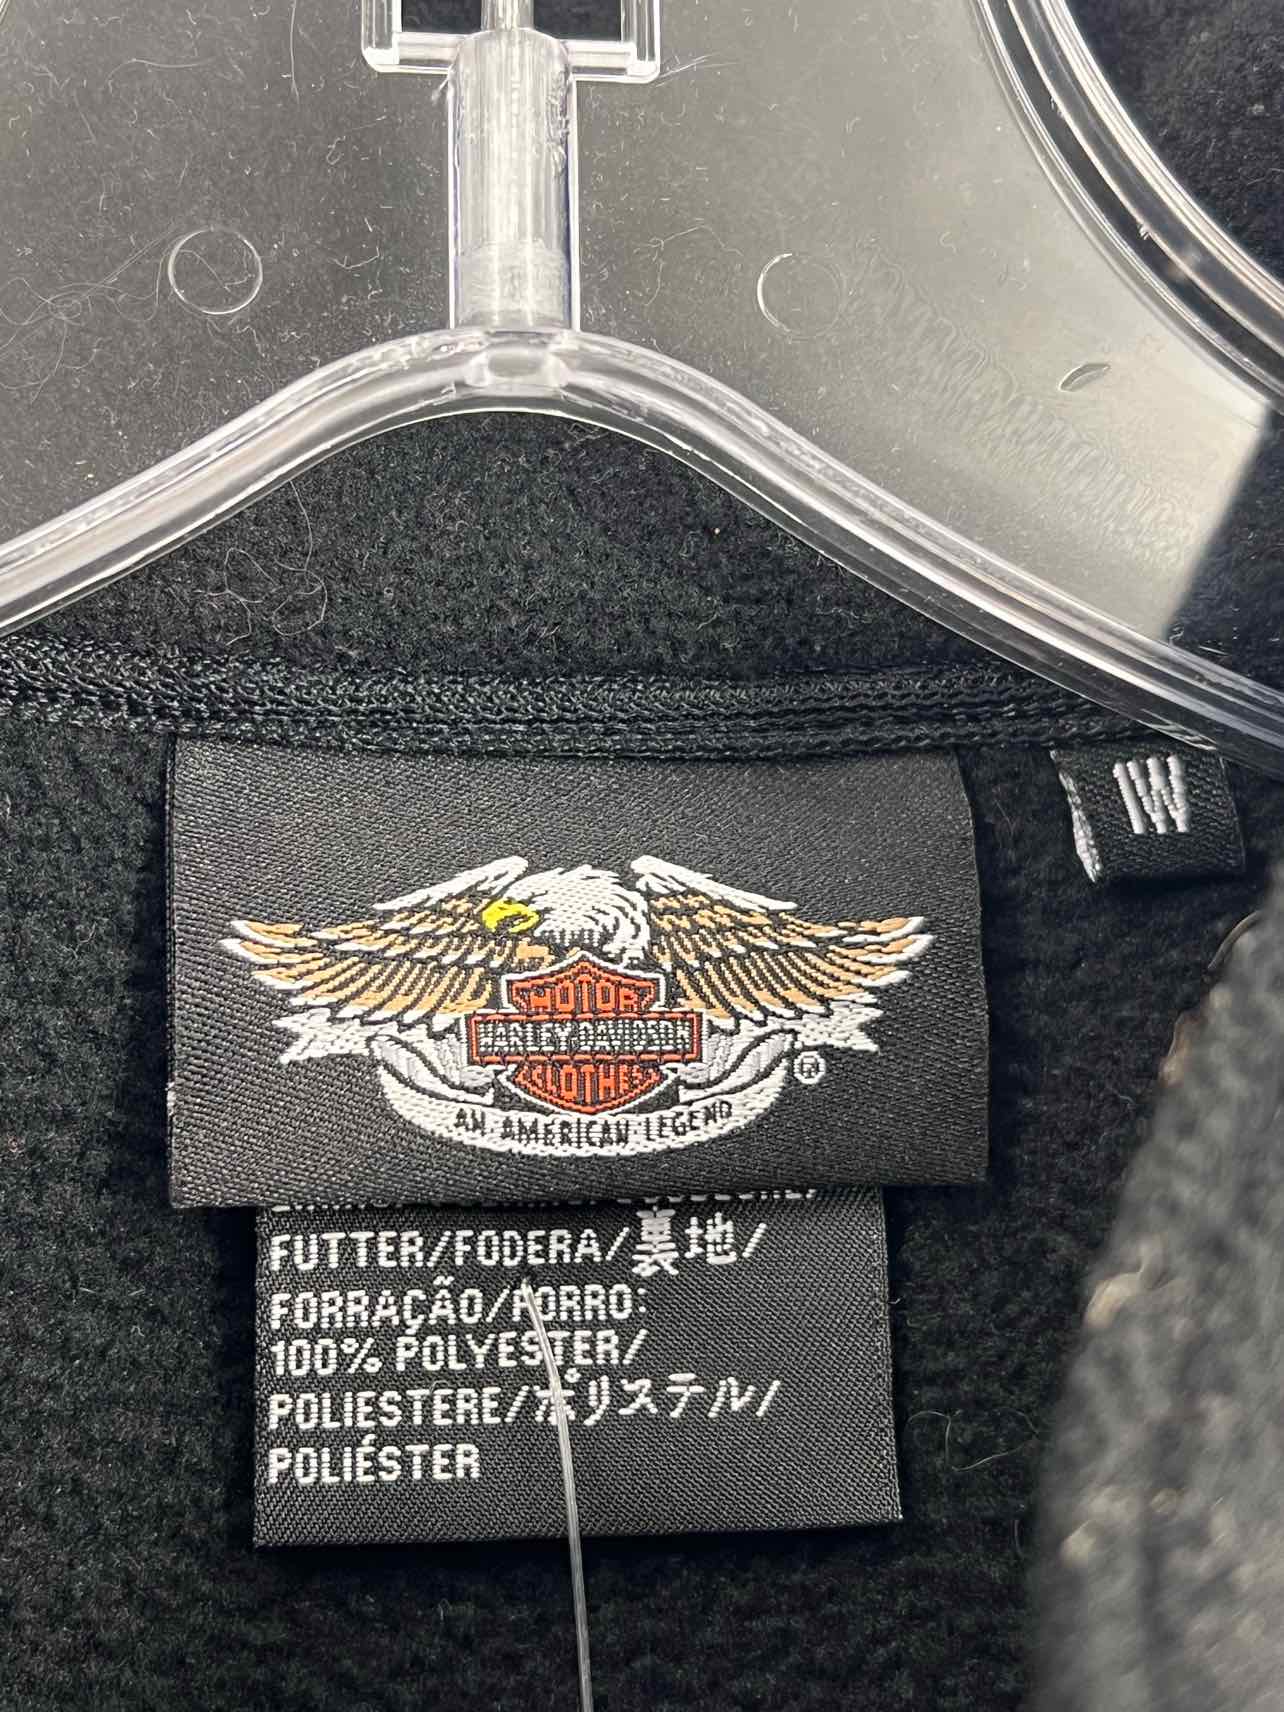 1W
MOTOR
HARLEY-DAVIDSON
CLOTHES
®
AN AMERICAN LEGEND
FUTTER/FODERA/裏地/
FORRAÇÃO/FORRO:
100% POLYESTER/
POLIESTERE/ポリステル/
POLIÉSTER